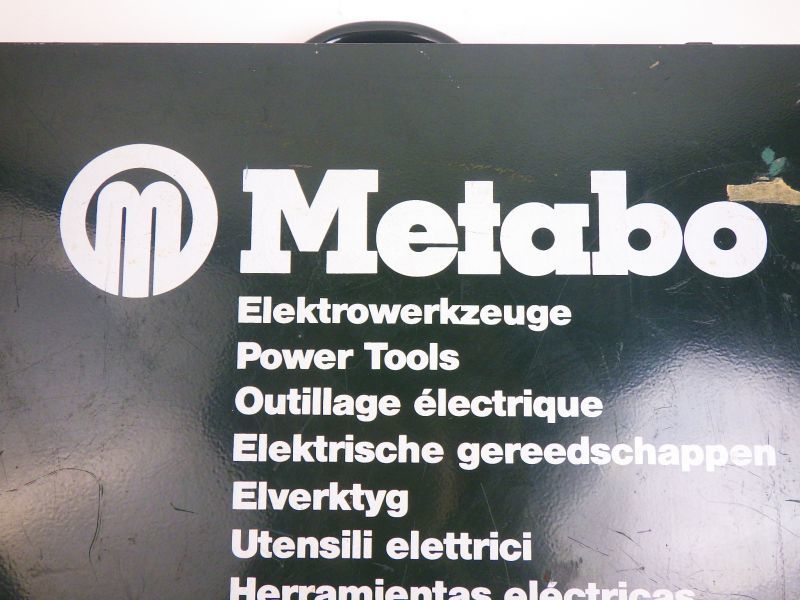 m Metabo
Elektrowerkzeuge
Power Tools
Outillage électrique
Elektrische gereedschappen
Elverktyg
Utensili elettrici
Herramientas eléctricas